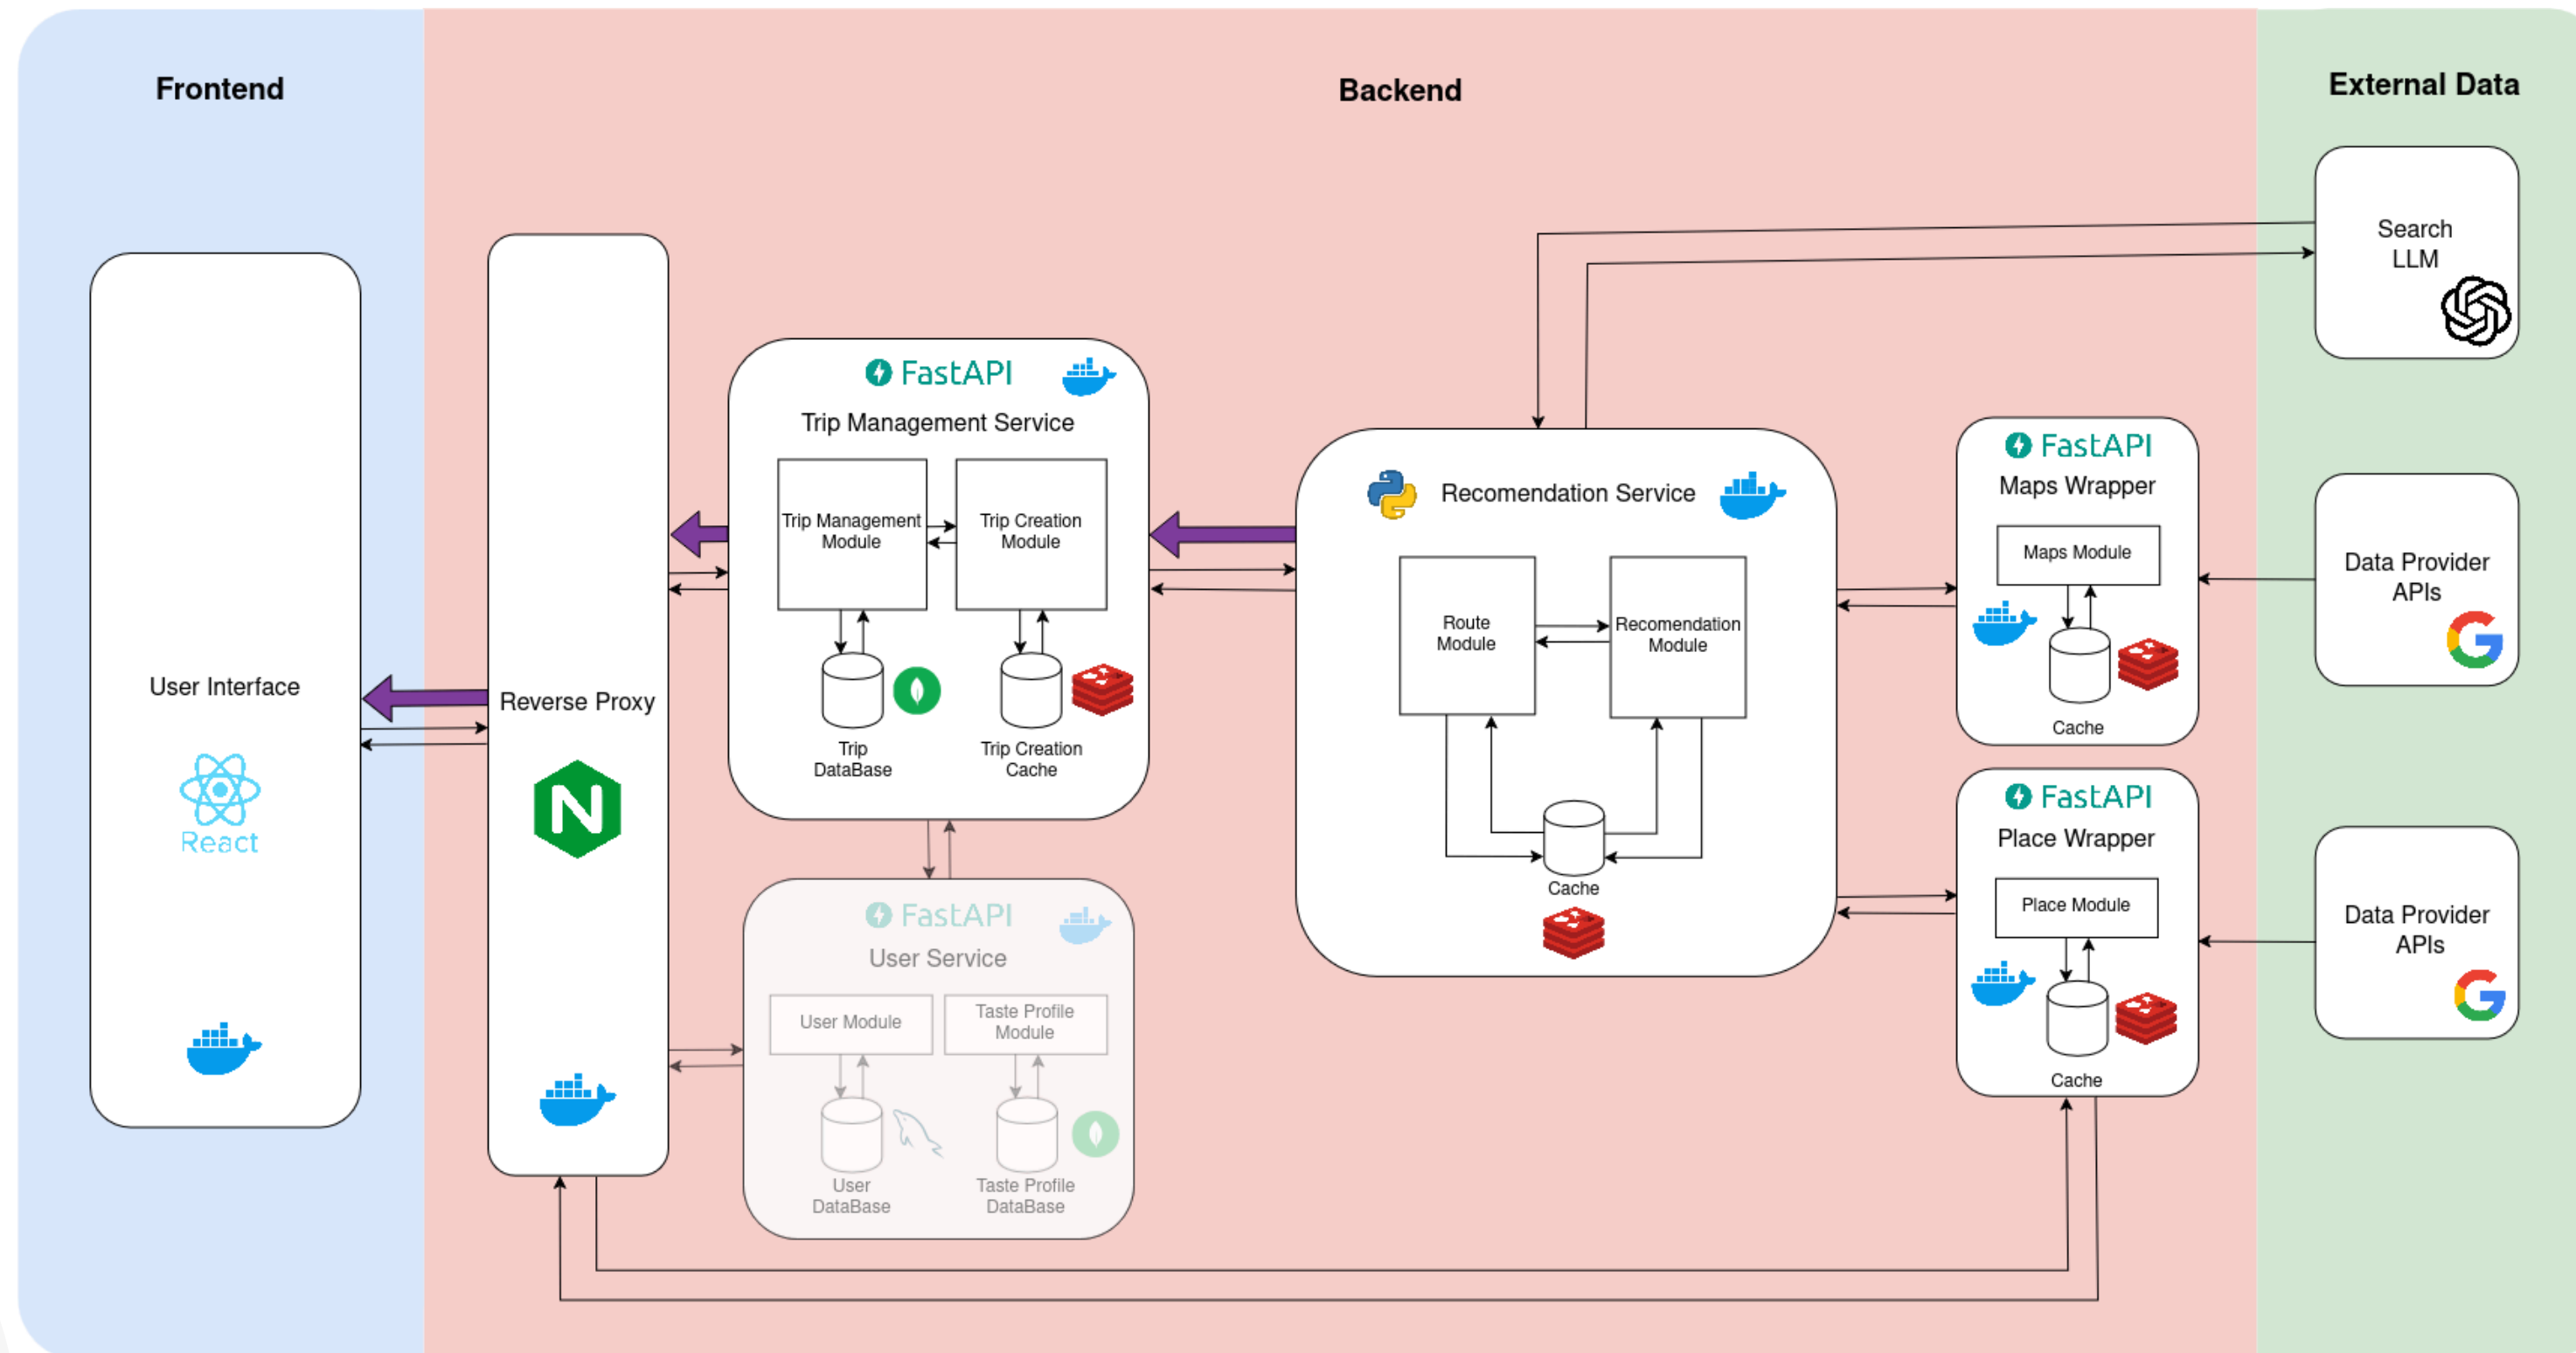 Frontend
Backend
External Data
Search
LLM
FastAPI
Trip Management Service
Trip Management
Module
Trip Creation
Module
Trip
DataBase
Trip Creation
Cache
User Interface
React
Reverse Proxy
N
Recomendation Service
Route
Module
Recomendation
Module
Cache
FastAPI
Maps Wrapper
Maps Module
Cache
Data Provider
APIs
G
FastAPI
Place Wrapper
Place Module
Cache
Data Provider
APIs
G
FastAPI
User Service
User Module
Taste Profile
Module
User
DataBase
Taste Profile
DataBase